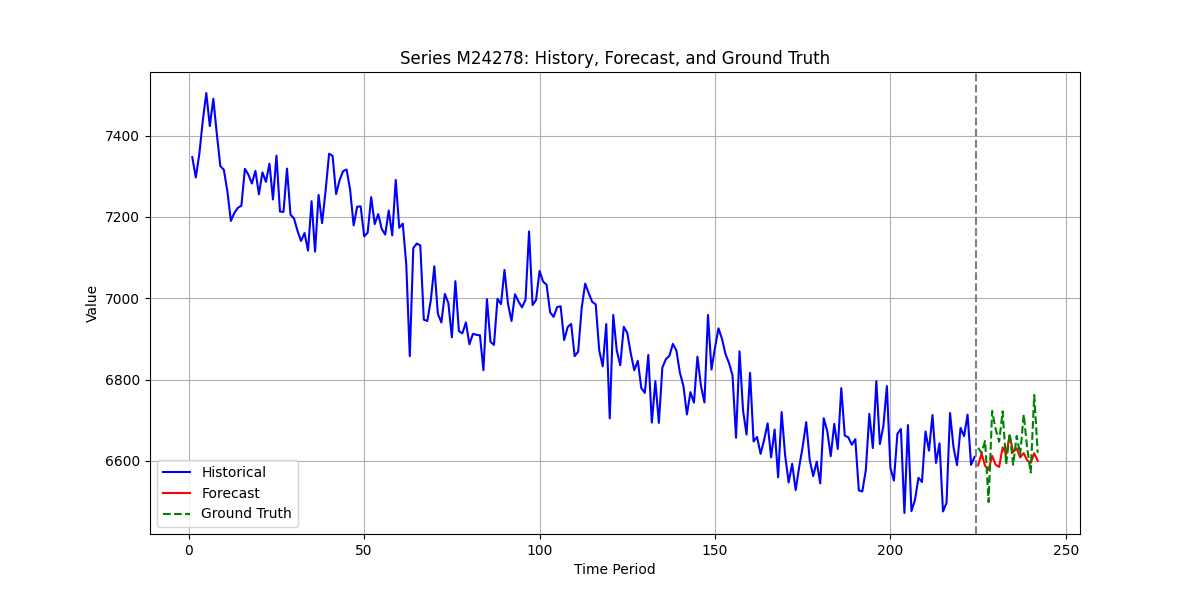 Series M24278: History, Forecast, and Ground Truth
Value
7400
7200
7000
6800
6600
Historical
Forecast
Ground Truth
0 50 100 150 200 250
Time Period